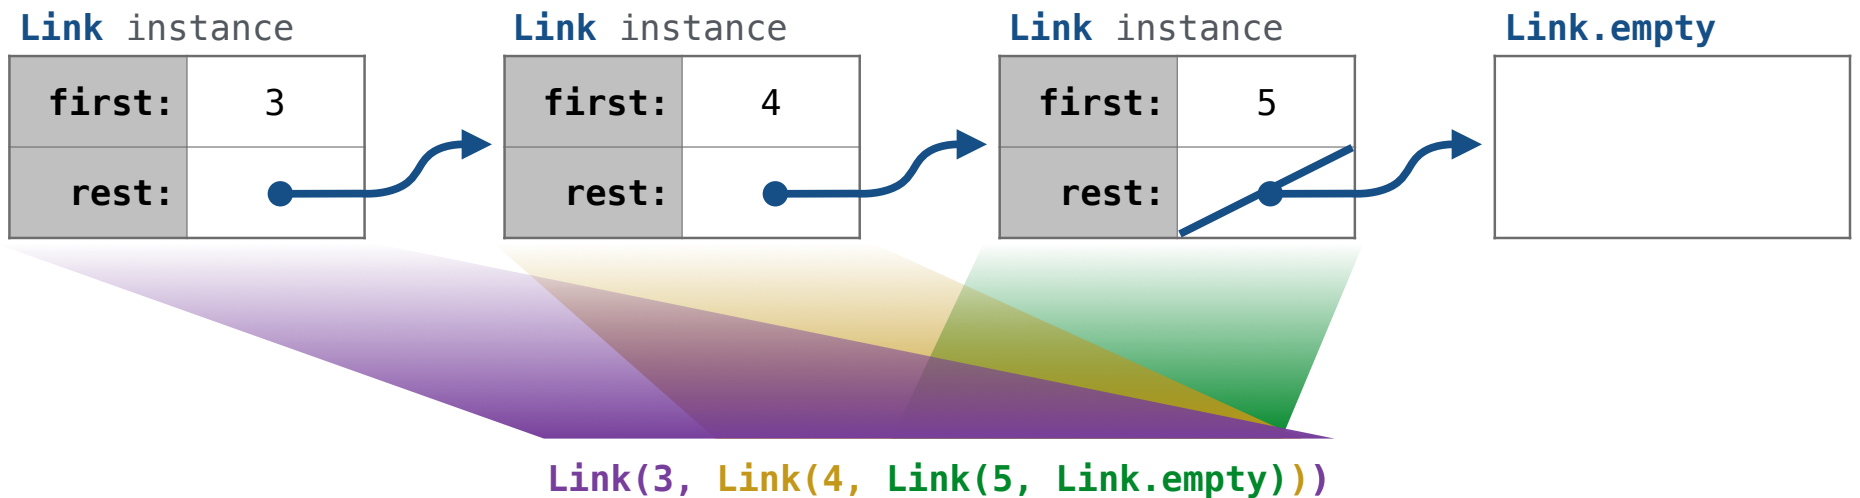 Link instance Link instance Link instance Link.empty
first: 3 first: 4 first: 5
rest: rest: rest:
Link(3, Link(4, Link(5, Link.empty)))